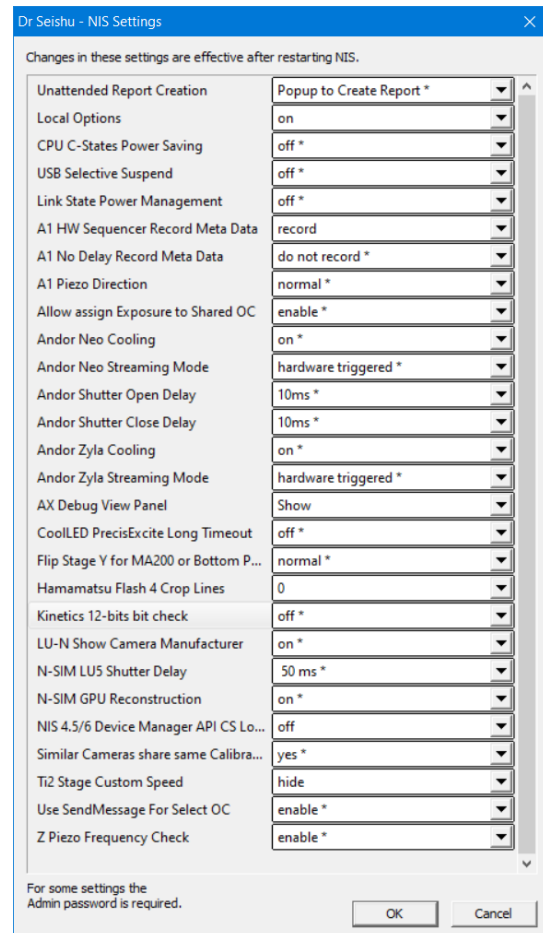 Dr Seishu - NIS Settings
Changes in these settings are effective after restarting NIS.
Unattended Report Creation Popup to Create Report *
Local Options on
CPU C-States Power Saving off *
USB Selective Suspend off *
Link State Power Management off *
A1 HW Sequencer Record Meta Data record
A1 No Delay Record Meta Data do not record *
A1 Piezo Direction normal *
Allow assign Exposure to Shared OC enable *
Andor Neo Cooling on *
Andor Neo Streaming Mode hardware triggered *
Andor Shutter Open Delay 10ms *
Andor Shutter Close Delay 10ms *
Andor Zyla Cooling on *
Andor Zyla Streaming Mode hardware triggered *
AX Debug View Panel Show
CoolLED PrecisExcite Long Timeout off *
Flip Stage Y for MA200 or Bottom P... normal *
Hamamatsu Flash 4 Crop Lines 0
Kinetics 12-bits bit check off *
LU-N Show Camera Manufacturer on *
N-SIM LU5 Shutter Delay 50 ms *
N-SIM GPU Reconstruction on *
NIS 4.5/6 Device Manager API CS Lo... off
Similar Cameras share same Calibra... yes *
Ti2 Stage Custom Speed hide
Use SendMessage For Select OC enable *
Z Piezo Frequency Check enable *
For some settings the
Admin password is required.
OK Cancel